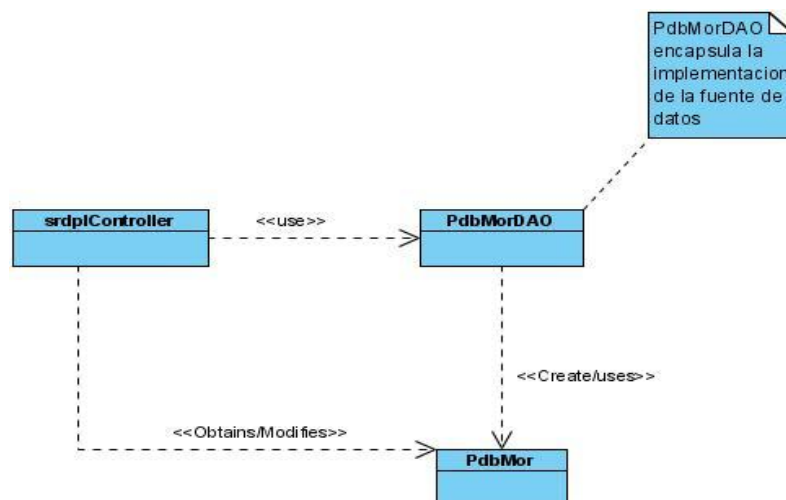 PdbMorDAO
encapsula la
implementacion
de la fuente de
datos
srdplController
<<use>>
PdbMorDAO
<<Create/uses>>
<<Obtains/Modifies>>
PdbMor